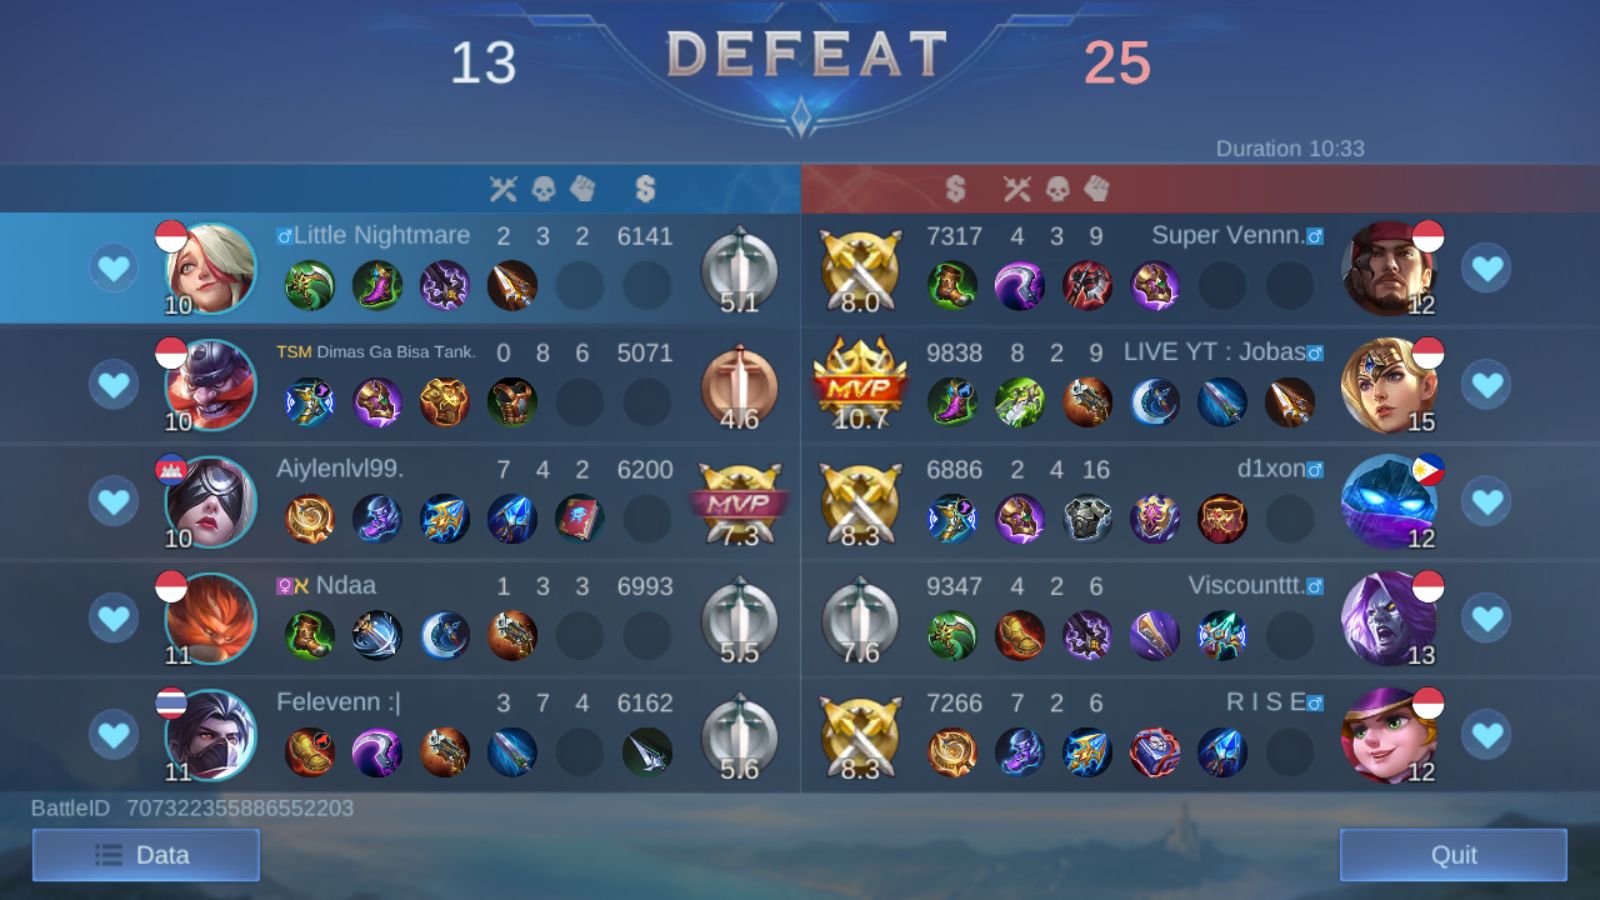 13 DEFEAT 25
Duration 10:33
♂Little Nightmare 2 3 2 6141
10 5.1
7317 4 3 9 Super Vennn.♂
8.0 12
TSM Dimas Ga Bisa Tank. 0 8 6 5071
10 4.6
9838 8 2 9 LIVE YT : Jobas♂
MVP
10.7 15
Aiylenlvl99. 7 4 2 6200
MVP
10 7.3
6886 2 4 16 d1xon♂
8.3 12
♀א Ndaa 1 3 3 6993
11 5.5
9347 4 2 6 Viscounttt.♂
7.6 13
Felevenn :| 3 7 4 6162
11 5.6
7266 7 2 6 R I S E♂
8.3 12
BattleID 707322355886552203
Data
Quit